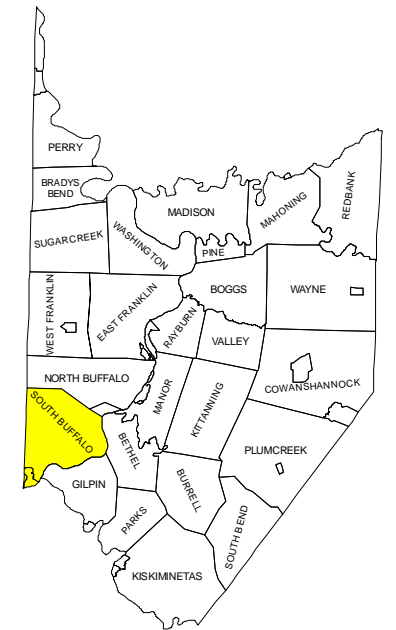 PERRY
BRADYS
BEND
MADISON
MAHONING
REDBANK
SUGARCREEK
WASHINGTON
PINE
WEST FRANKLIN
EAST FRANKLIN
BOGGS
WAYNE
RAYBURN
VALLEY
NORTH BUFFALO
MANOR
KITTANNING
COWANSHANNOCK
SOUTH BUFFALO
BETHEL
PLUMCREEK
GILPIN
BURRELL
PARKS
SOUTH BEND
KISKIMINETAS